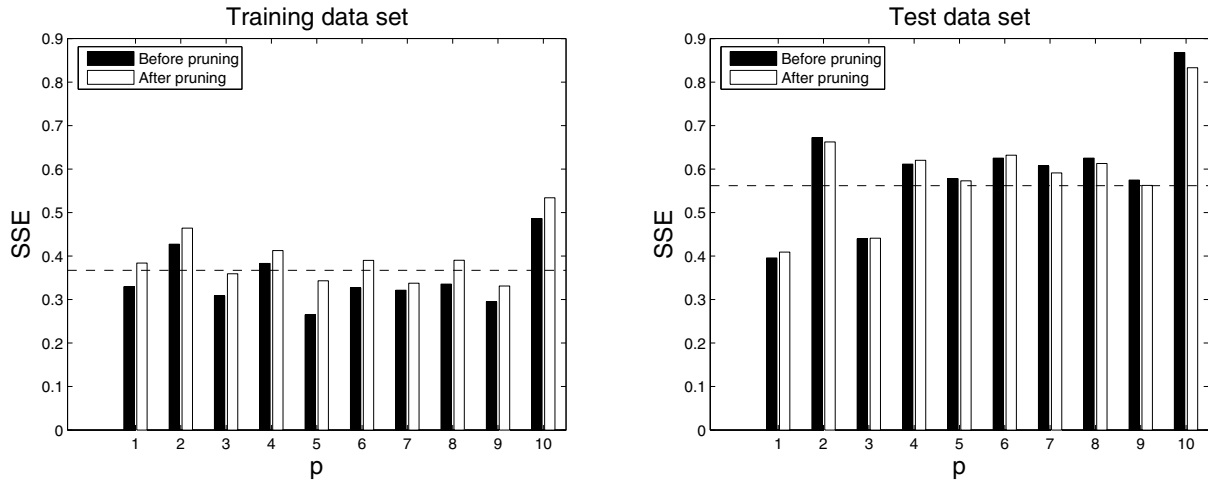 Training data set
0.9
0.8
0.7
0.6
0.5
0.4
0.3
0.2
0.1
0
SSE
Before pruning
After pruning
1 2 3 4 5 6 7 8 9 10
p
Test data set
0.9
0.8
0.7
0.6
0.5
0.4
0.3
0.2
0.1
0
SSE
Before pruning
After pruning
1 2 3 4 5 6 7 8 9 10
p